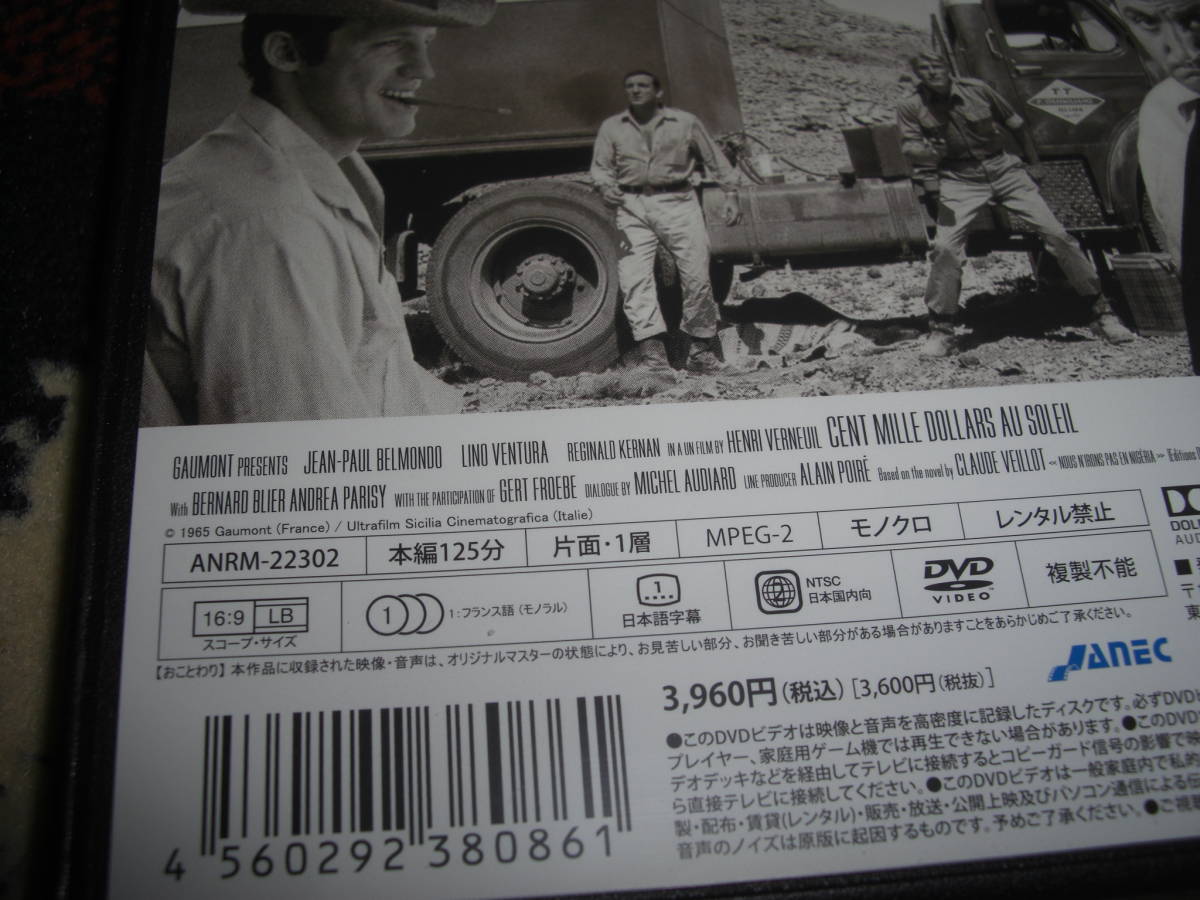 TT
GAUMONT PRESENTS JEAN-PAUL BELMONDO LINO VENTURA REGINALD KERNAN IN A UN FILM BY HENRI VERNEUIL CENT MILLE DOLLARS AU SOLEIL
With BERNARD BLIER ANDREA PARISY WITH THE PARTICIPATION OF GERT FROEBE DIALOGUE BY MICHEL AUDIARD LINE PRODUCER ALAIN POIRÉ Based on the novel by CLAUDE VEILLOT << NOUS N'IRONS PAS EN NIGÉRIA >> Editions
© 1965 Gaumont (France) / Ultrafilm Sicilia Cinematografica (Italie)
ANRM-22302 本編125分 片面・1層 MPEG-2 モノクロ レンタル禁止
16:9 LB
スコープ・サイズ
1 1:フランス語 (モノラル)
1
日本語字幕
2 NTSC
日本国内向
DVD
VIDEO
複製不能
【おことわり】本作品に収録された映像・音声は、オリジナルマスターの状態により、お見苦しい部分、お聞き苦しい部分がある場合がありますことをあらかじめご了承ください。
JANEC
3,960円(税込) [3,600円(税抜)]
●このDVDビデオは映像と音声を高密度に記録したディスクです。必ずDVD
プレイヤー、家庭用ゲーム機では再生できない場合があります。●このDVD
デオデッキなどを経由してテレビに接続するとコピーガード信号の影響で映
ら直接テレビに接続してください。●このDVDビデオは一般家庭内で私的
製・配布・賃貸(レンタル)・販売・放送・公開上映及びパソコン通信による
音声のノイズは原版に起因するものです。予めご了承ください。●ご視
4 560292 380861